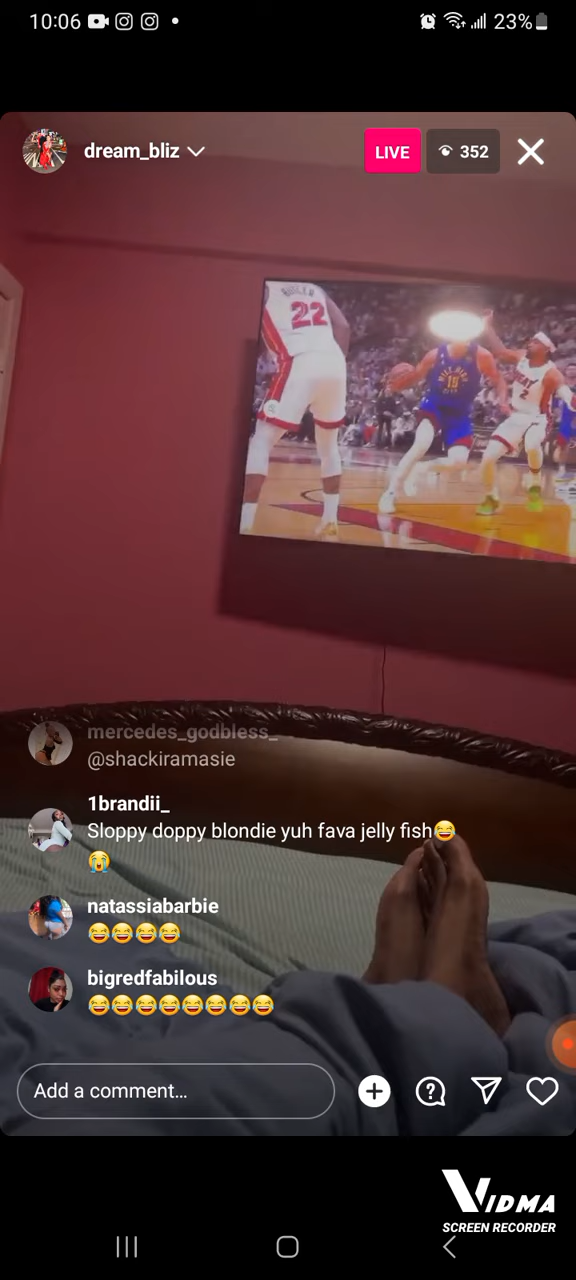 10:06
23%
dream_bliz
LIVE
352
22
15
2
mercedes_godbless_
@shackiramasie
1brandii_
Sloppy doppy blondie yuh fava jelly fish😂
😭
natassiabarbie
😂😂😂😂
bigredfabilous
😂😂😂😂😂😂😂😂
Add a comment…
VIDMA
SCREEN RECORDER